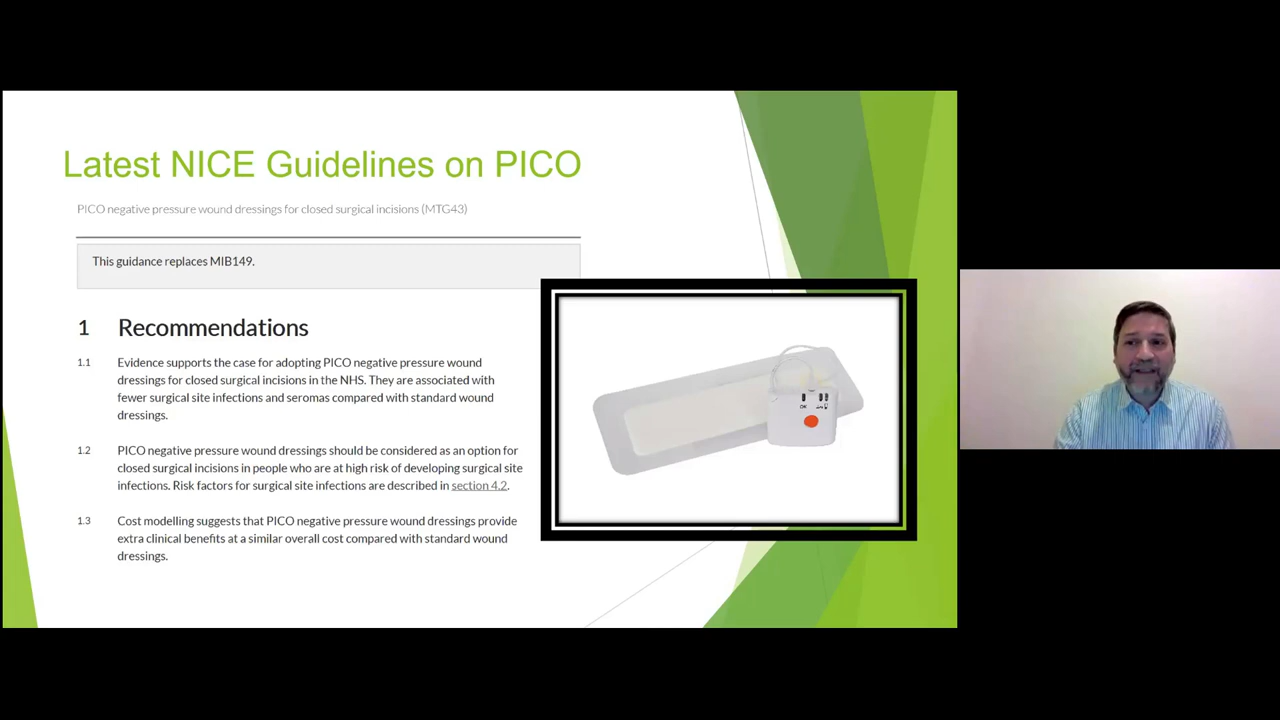 Latest NICE Guidelines on PICO
PICO negative pressure wound dressings for closed surgical incisions (MTG43)
This guidance replaces MIB149.
1 Recommendations
1.1 Evidence supports the case for adopting PICO negative pressure wound
dressings for closed surgical incisions in the NHS. They are associated with
fewer surgical site infections and seromas compared with standard wound
dressings.
1.2 PICO negative pressure wound dressings should be considered as an option for
closed surgical incisions in people who are at high risk of developing surgical site
infections. Risk factors for surgical site infections are described in section 4.2.
1.3 Cost modelling suggests that PICO negative pressure wound dressings provide
extra clinical benefits at a similar overall cost compared with standard wound
dressings.
OK